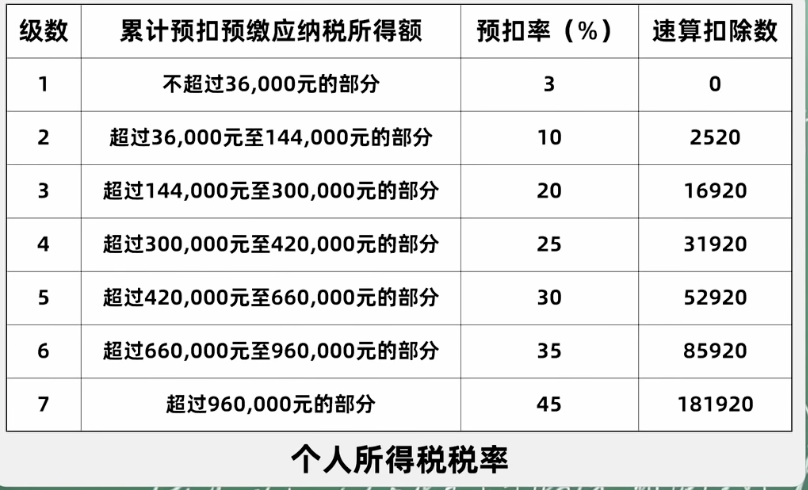 级数 累计预扣预缴应纳税所得额 预扣率（%） 速算扣除数
1 不超过36,000元的部分 3 0
2 超过36,000元至144,000元的部分 10 2520
3 超过144,000元至300,000元的部分 20 16920
4 超过300,000元至420,000元的部分 25 31920
5 超过420,000元至660,000元的部分 30 52920
6 超过660,000元至960,000元的部分 35 85920
7 超过960,000元的部分 45 181920
个人所得税税率